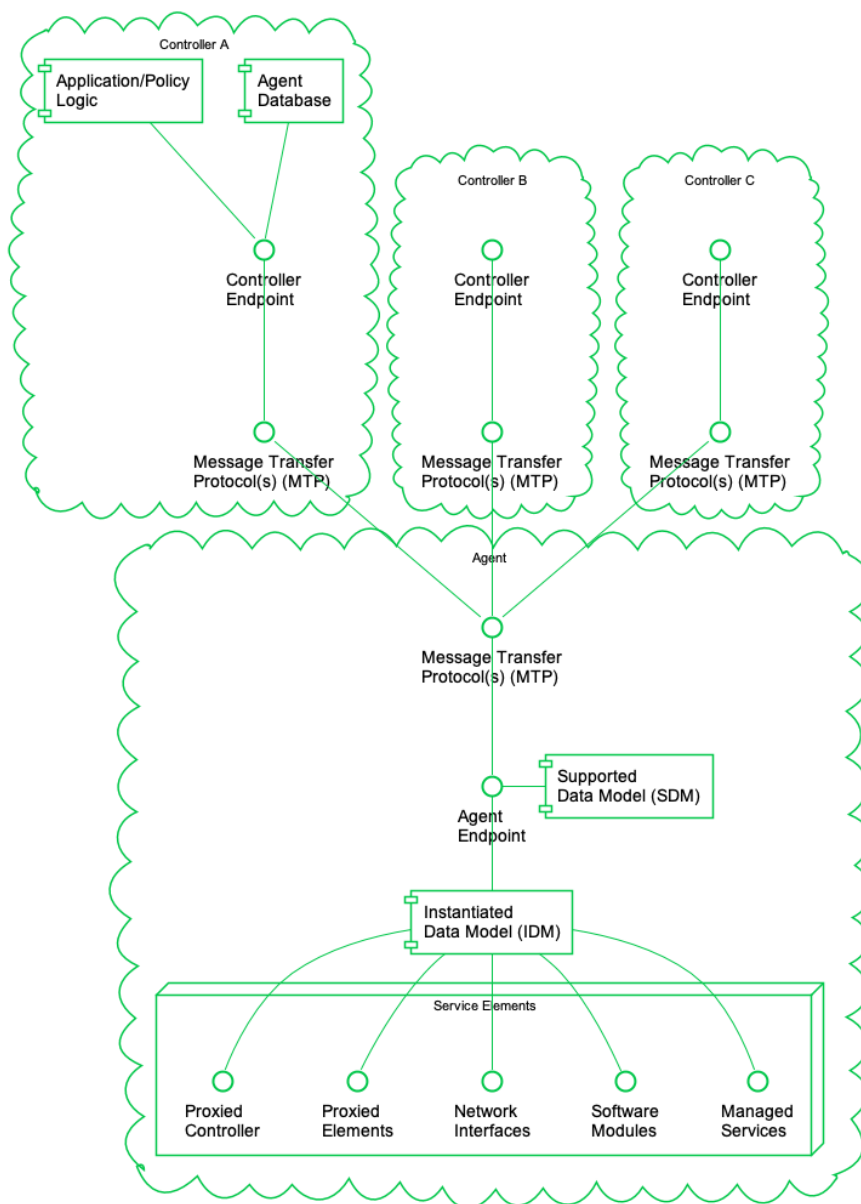 Controller A
Application/Policy
Logic
Agent
Database
Controller B
Controller C
Controller
Endpoint
Controller
Endpoint
Controller
Endpoint
Message Transfer
Protocol(s) (MTP)
Message Transfer
Protocol(s) (MTP)
Message Transfer
Protocol(s) (MTP)
Agent
Message Transfer
Protocol(s) (MTP)
Supported
Data Model (SDM)
Agent
Endpoint
Instantiated
Data Model (IDM)
Service Elements
Proxied
Controller
Proxied
Elements
Network
Interfaces
Software
Modules
Managed
Services